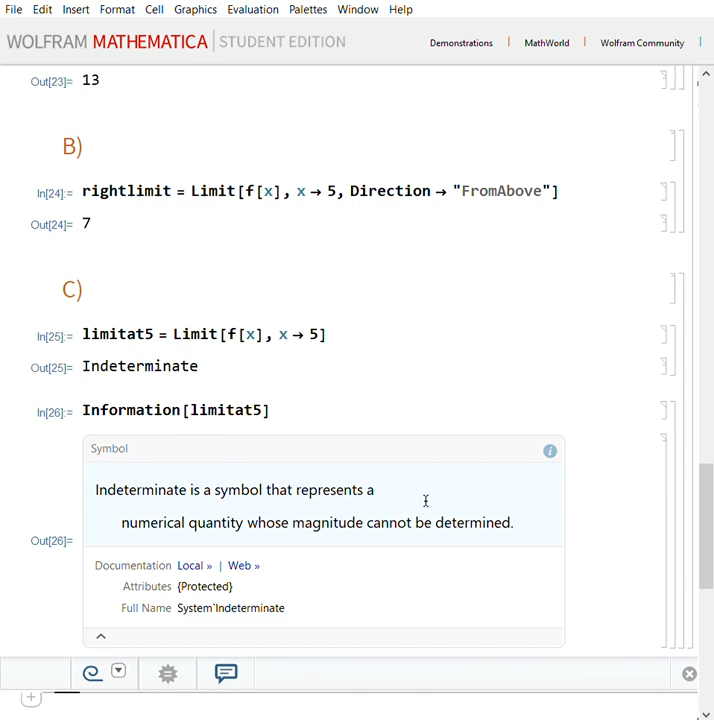 File Edit Insert Format Cell Graphics Evaluation Palettes Window Help
WOLFRAM MATHEMATICA | STUDENT EDITION Demonstrations | MathWorld | Wolfram Community |
Out[23]= 13
B)
In[24]:= rightlimit = Limit[f[x], x → 5, Direction → "FromAbove"]
Out[24]= 7
C)
In[25]:= limitat5 = Limit[f[x], x → 5]
Out[25]= Indeterminate
In[26]:= Information[limitat5]
Symbol
Indeterminate is a symbol that represents a
numerical quantity whose magnitude cannot be determined.
Out[26]=
Documentation Local » | Web »
Attributes {Protected}
Full Name System`Indeterminate